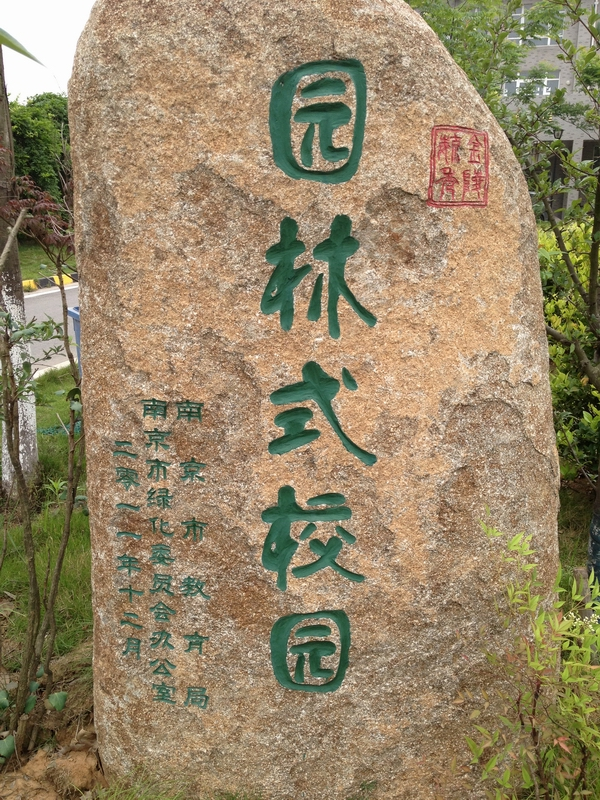 园林式校园
南京市教育局
南京市绿化委员会办公室
二零一一年十二月